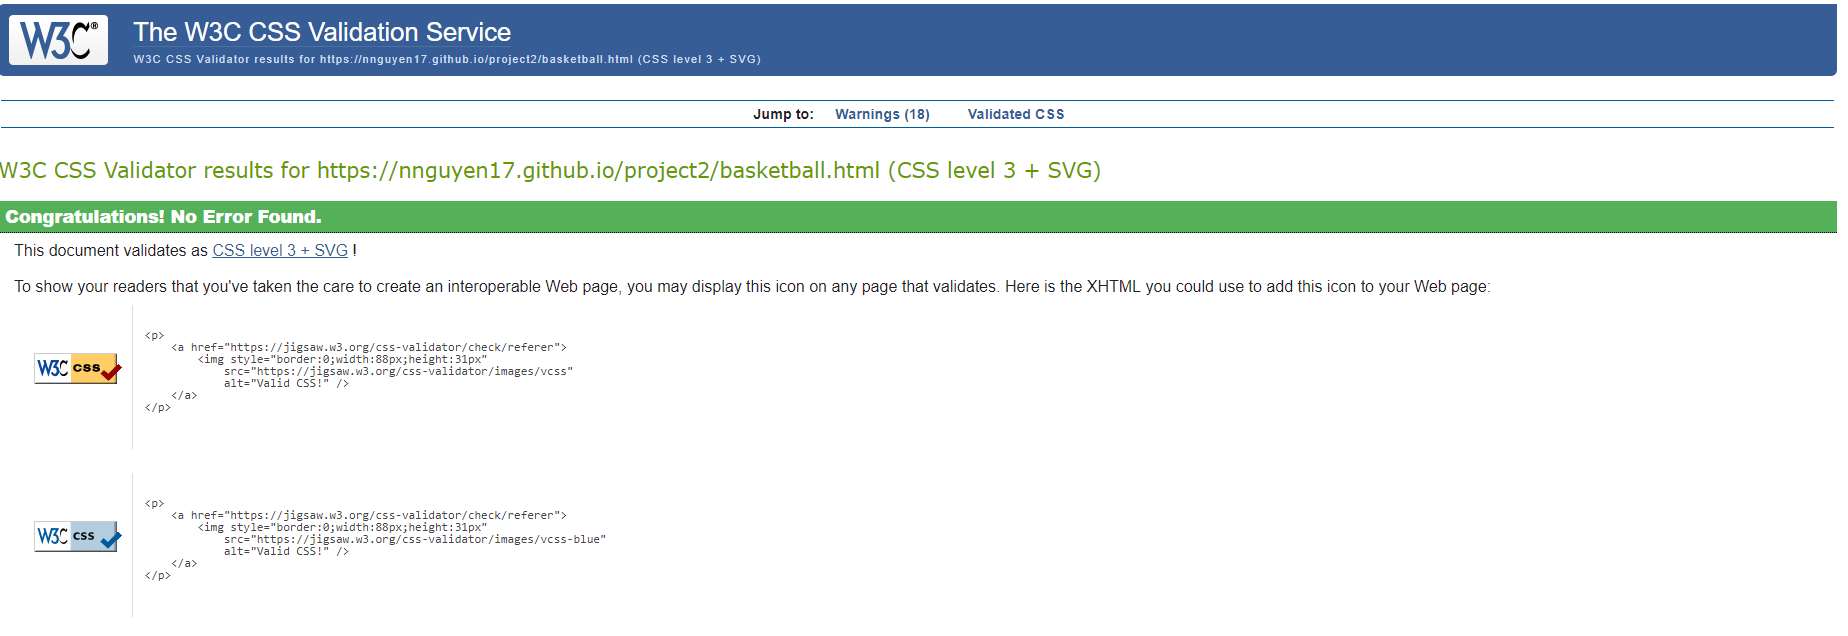 W3C®
The W3C CSS Validation Service
W3C CSS Validator results for https://nnguyen17.github.io/project2/basketball.html (CSS level 3 + SVG)
Jump to: Warnings (18) Validated CSS
W3C CSS Validator results for https://nnguyen17.github.io/project2/basketball.html (CSS level 3 + SVG)
Congratulations! No Error Found.
This document validates as CSS level 3 + SVG !
To show your readers that you've taken the care to create an interoperable Web page, you may display this icon on any page that validates. Here is the XHTML you could use to add this icon to your Web page:
W3C css
<p>
<a href="https://jigsaw.w3.org/css-validator/check/referer">
<img style="border:0;width:88px;height:31px"
src="https://jigsaw.w3.org/css-validator/images/vcss"
alt="Valid CSS!" />
</a>
</p>
W3C css
<p>
<a href="https://jigsaw.w3.org/css-validator/check/referer">
<img style="border:0;width:88px;height:31px"
src="https://jigsaw.w3.org/css-validator/images/vcss-blue"
alt="Valid CSS!" />
</a>
</p>